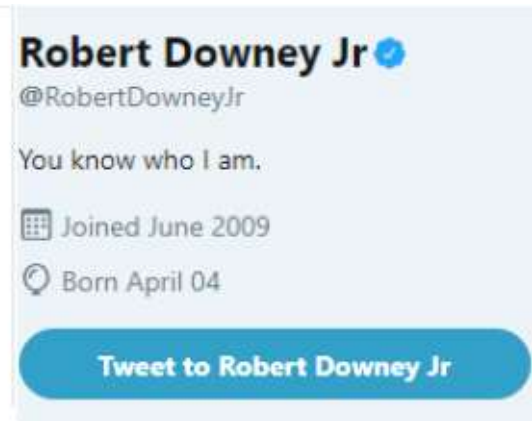 Robert Downey Jr
@RobertDowneyJr
You know who I am.
Joined June 2009
Born April 04
Tweet to Robert Downey Jr